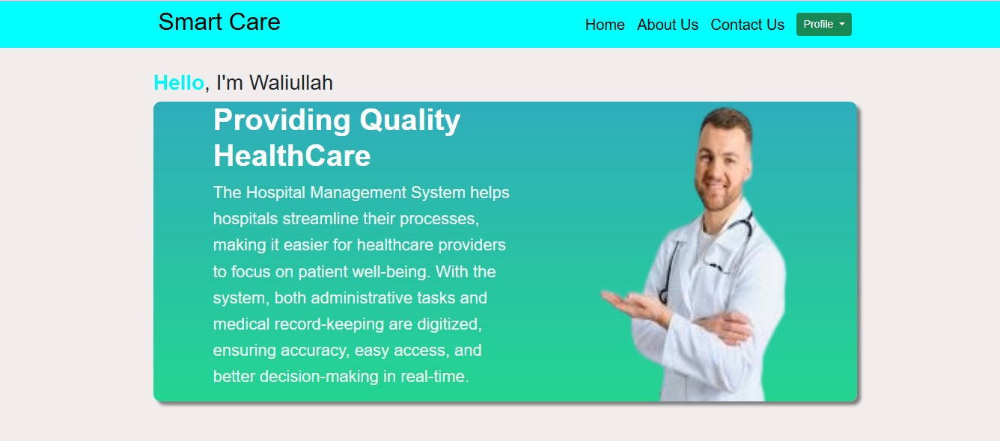 Smart Care
Home About Us Contact Us Profile
Hello, I'm Waliullah
Providing Quality
HealthCare
The Hospital Management System helps
hospitals streamline their processes,
making it easier for healthcare providers
to focus on patient well-being. With the
system, both administrative tasks and
medical record-keeping are digitized,
ensuring accuracy, easy access, and
better decision-making in real-time.